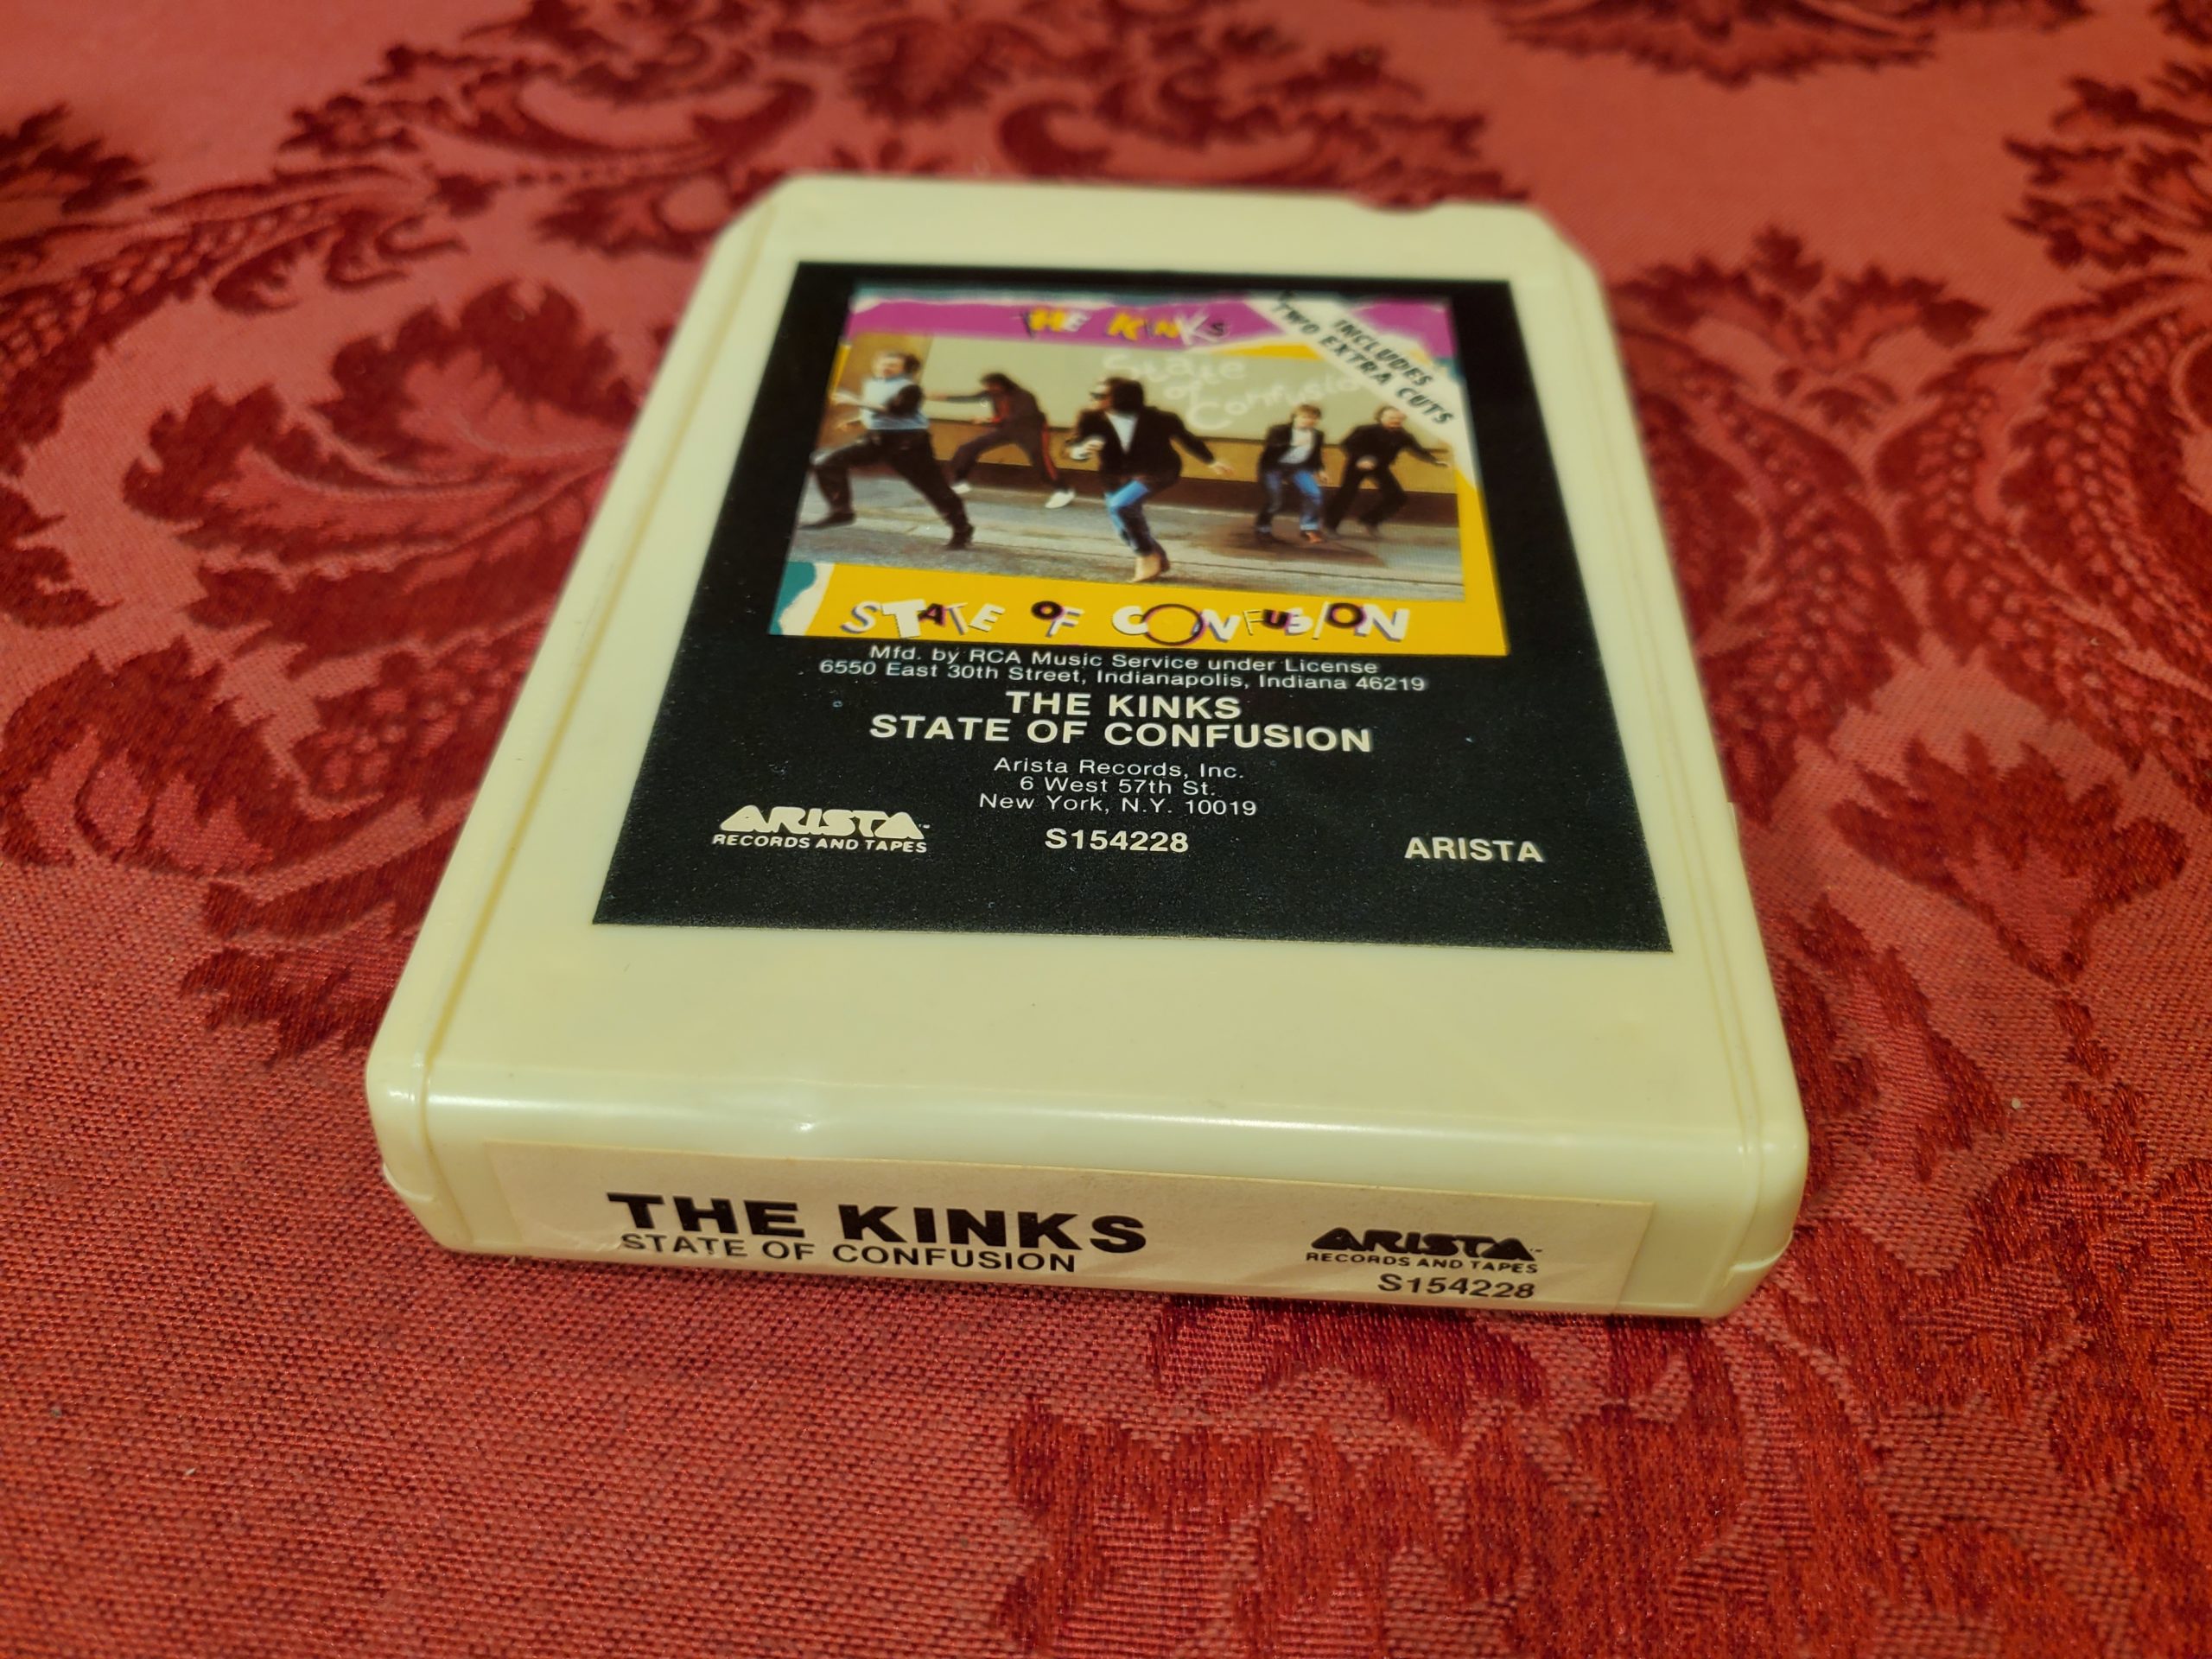 THE KINKS
INCLUDES
TWO EXTRA CUTS
State
of
Confusion
STATE OF CONFUSION
Mfd. by RCA Music Service under License
6550 East 30th Street, Indianapolis, Indiana 46219
THE KINKS
STATE OF CONFUSION
Arista Records, Inc.
6 West 57th St.
New York, N.Y. 10019
ARISTA™
RECORDS AND TAPES
S154228
ARISTA
THE KINKS
STATE OF CONFUSION
ARISTA™
RECORDS AND TAPES
S154228